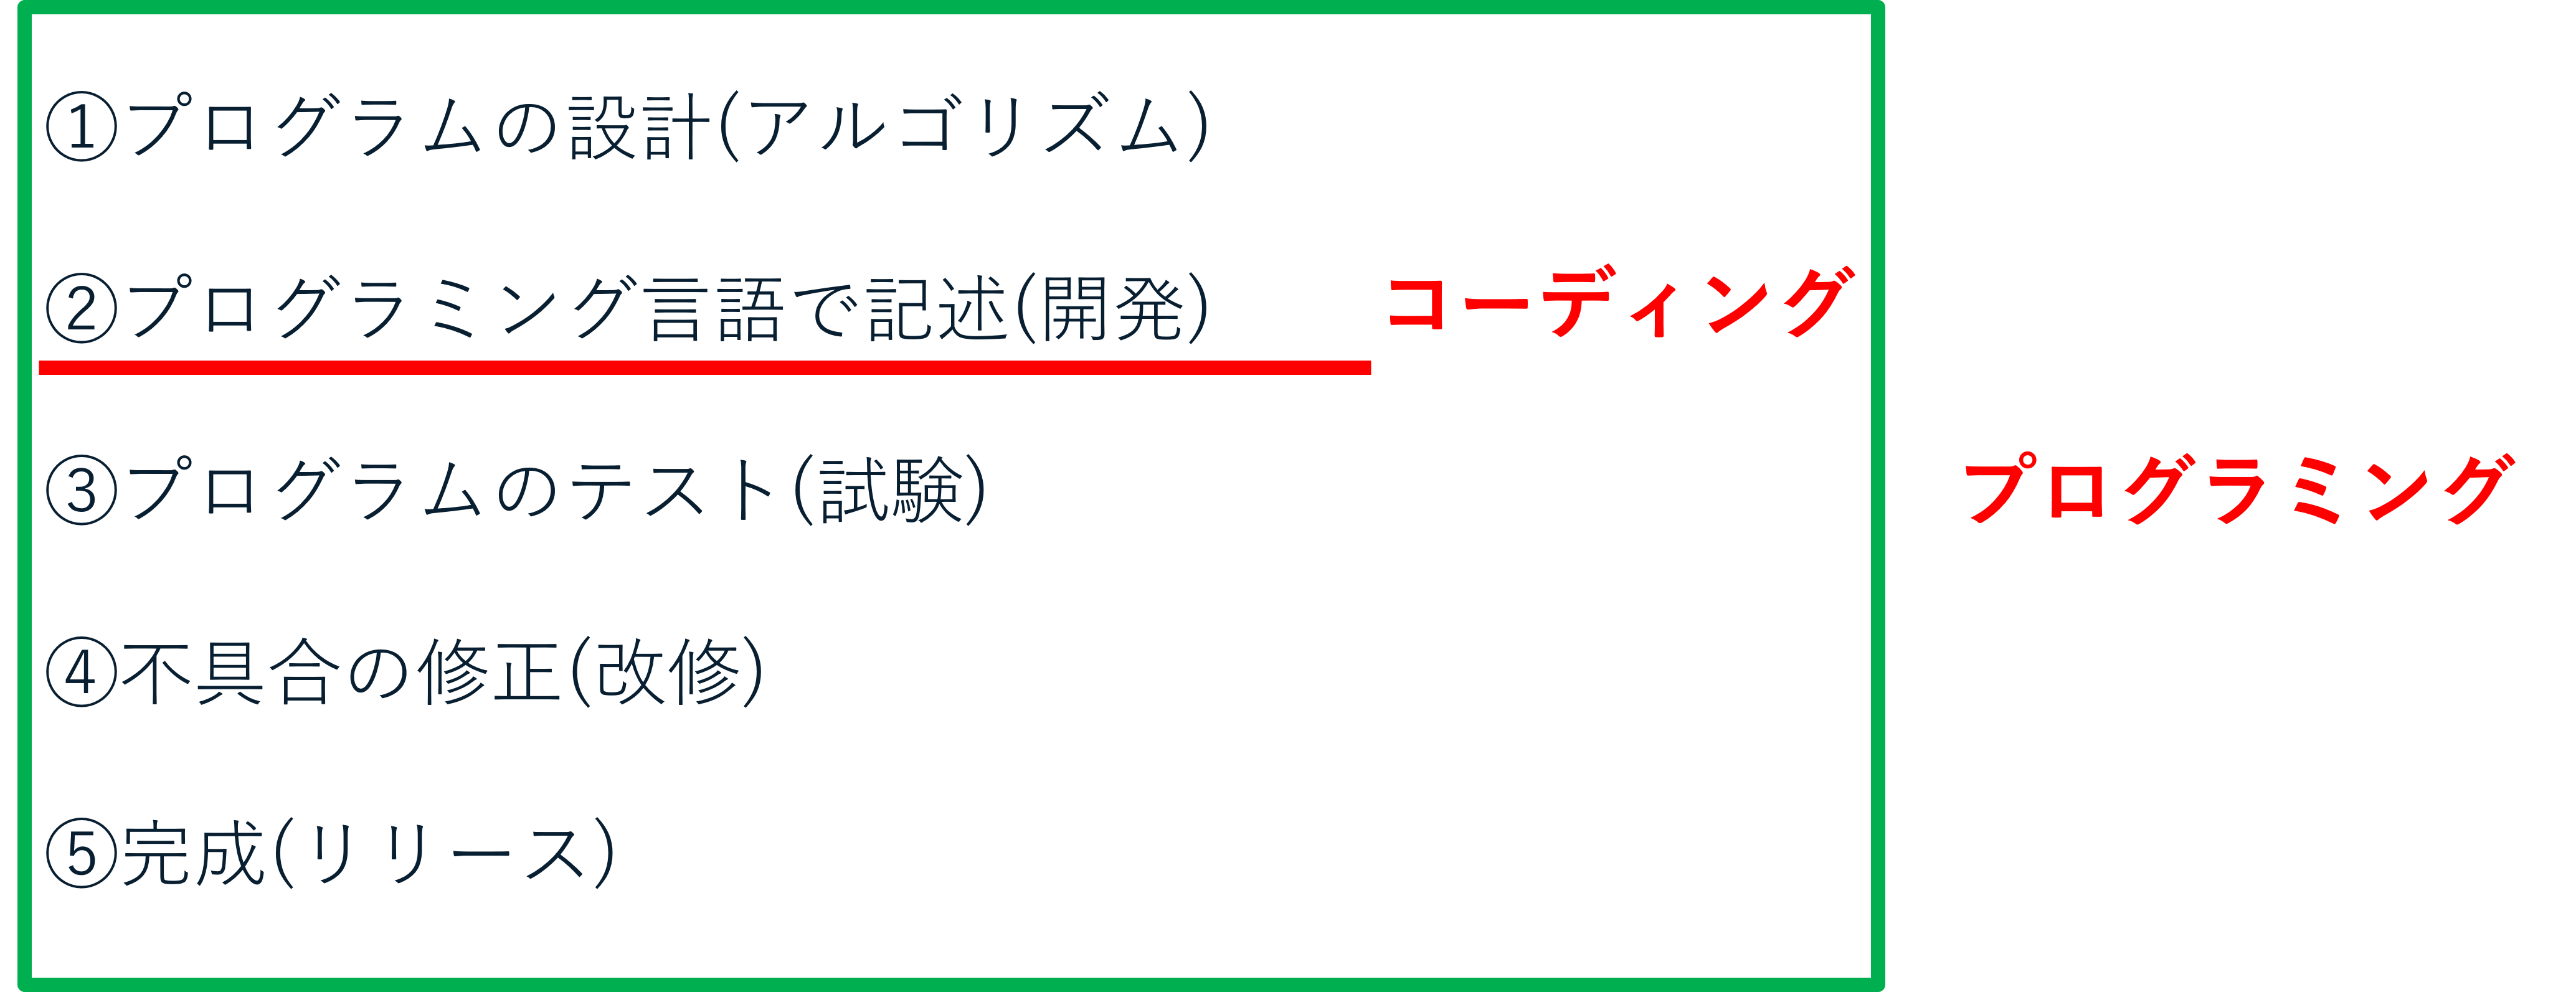 ①プログラムの設計(アルゴリズム)
②プログラミング言語で記述(開発) コーディング
③プログラムのテスト(試験)
プログラミング
④不具合の修正(改修)
⑤完成(リリース)